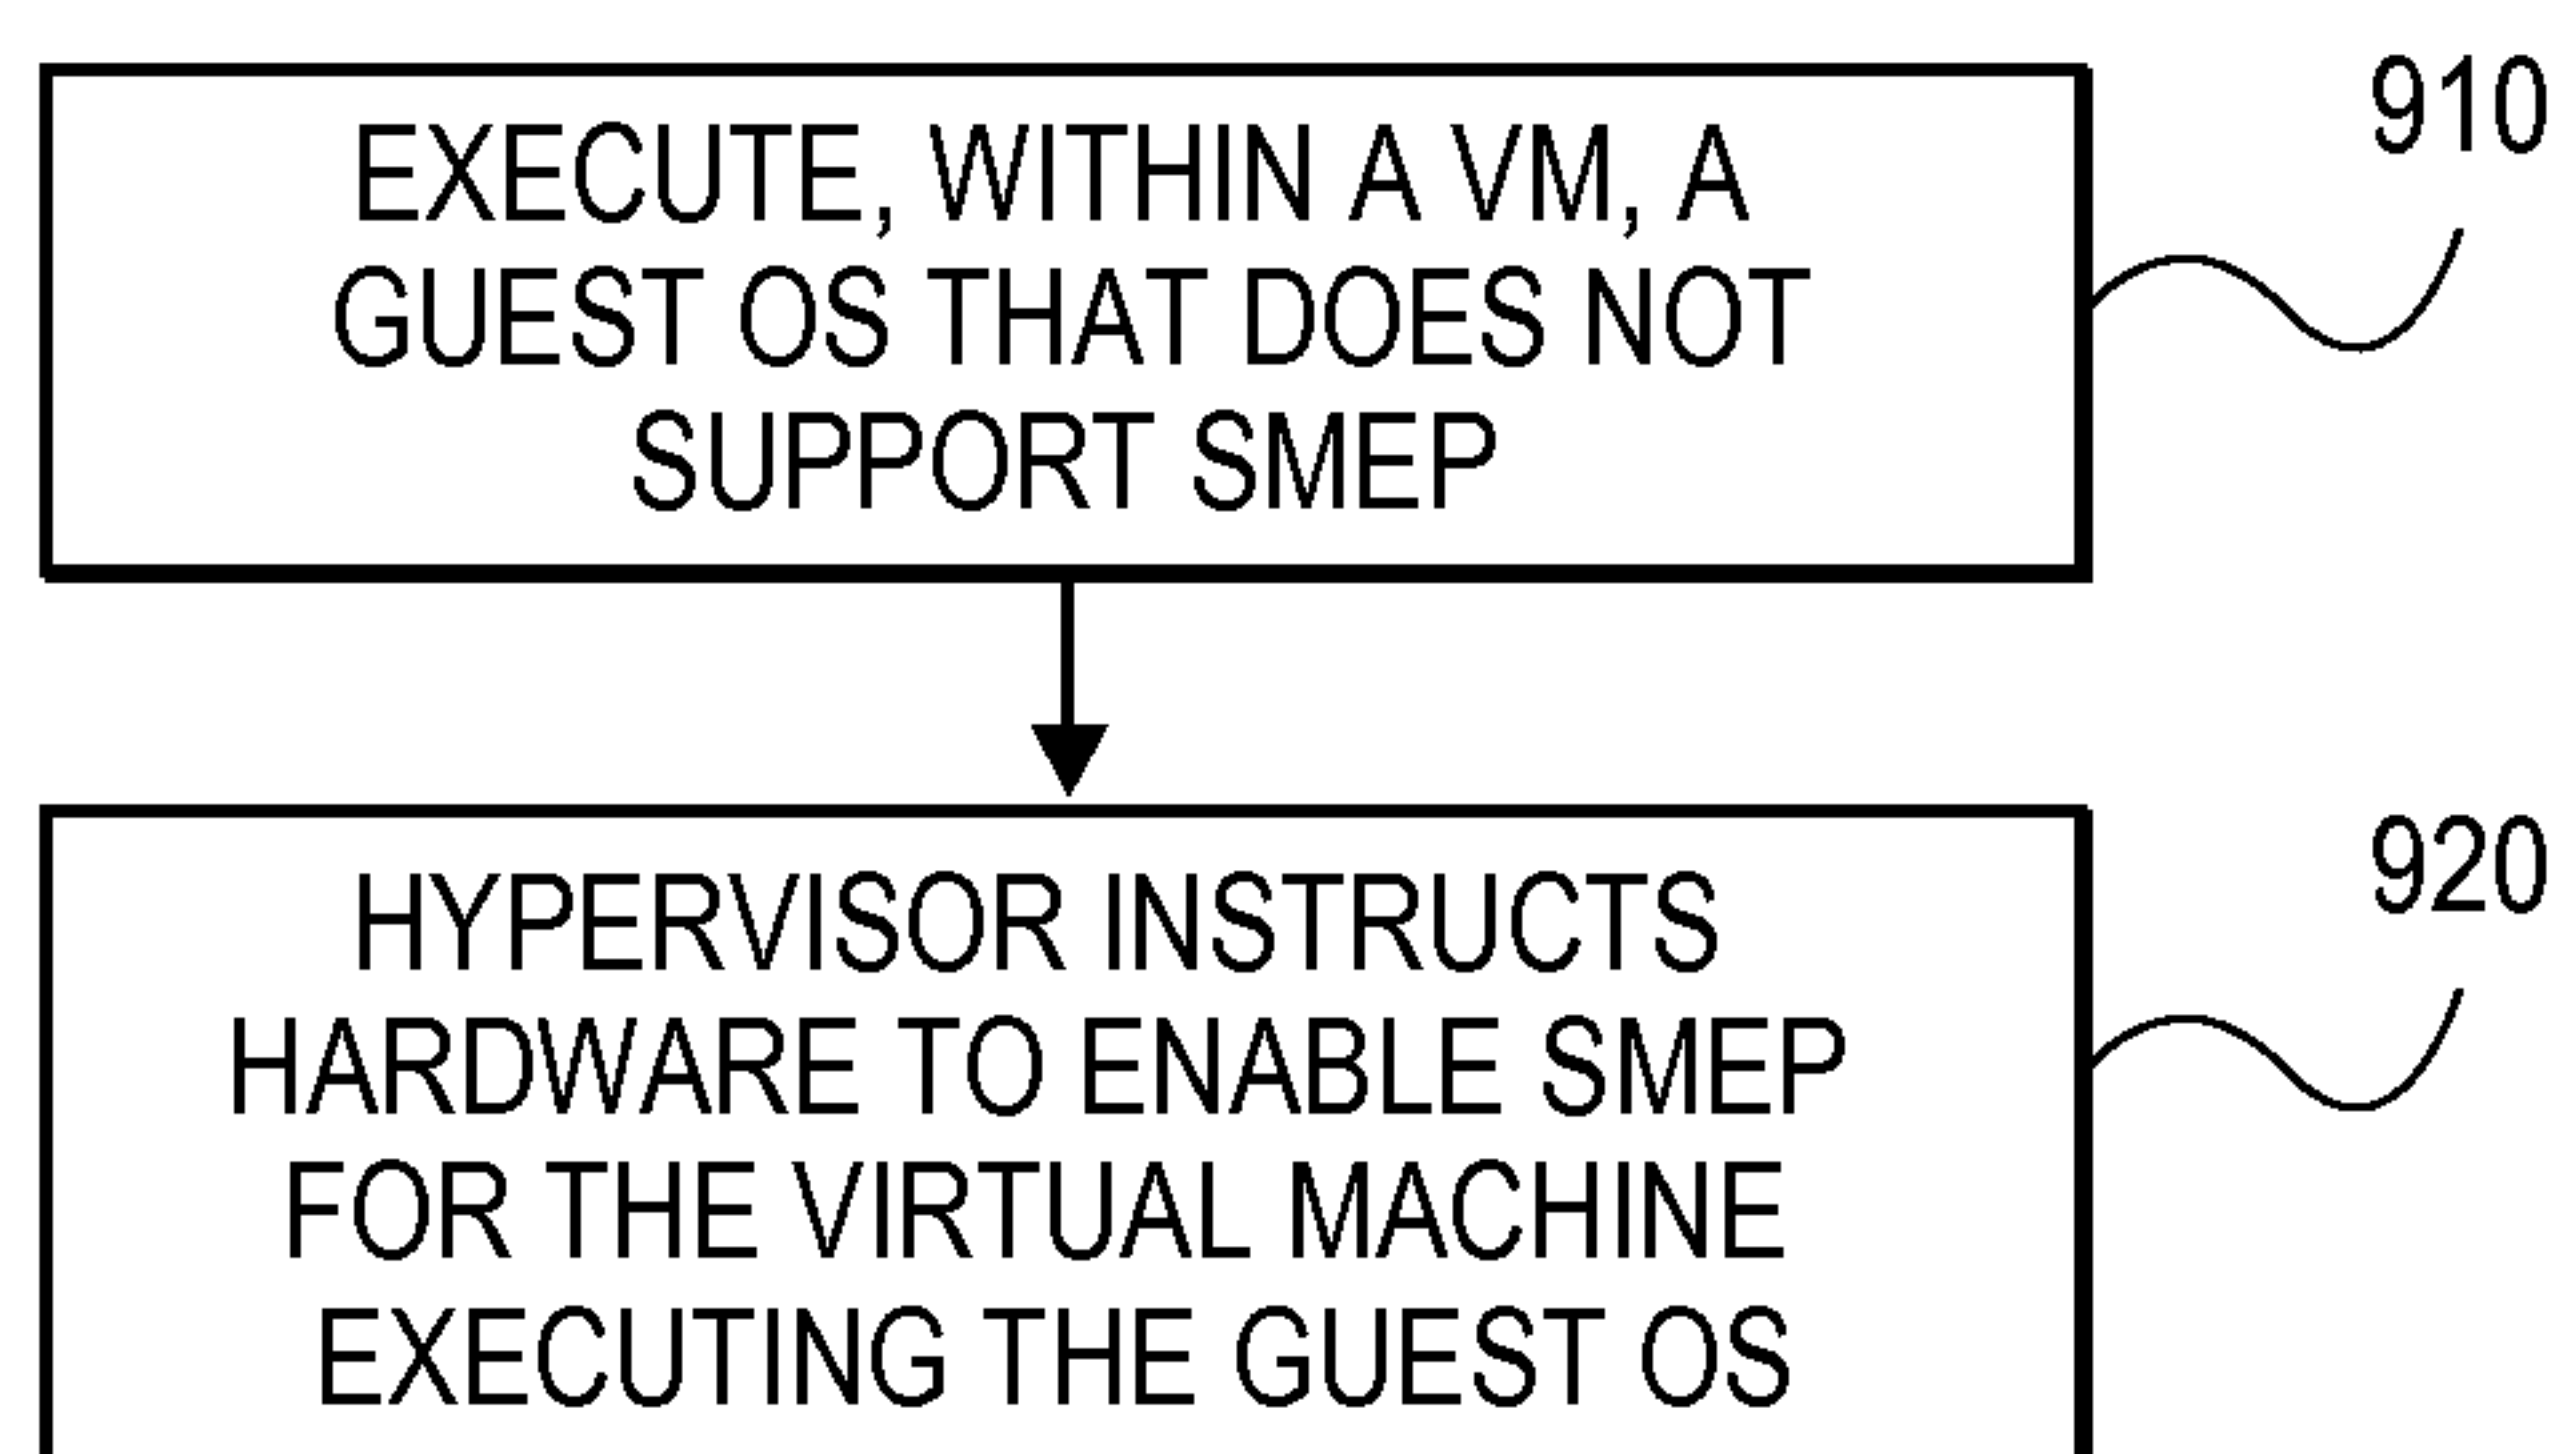 910
EXECUTE, WITHIN A VM, A
GUEST OS THAT DOES NOT
SUPPORT SMEP
920
HYPERVISOR INSTRUCTS
HARDWARE TO ENABLE SMEP
FOR THE VIRTUAL MACHINE
EXECUTING THE GUEST OS